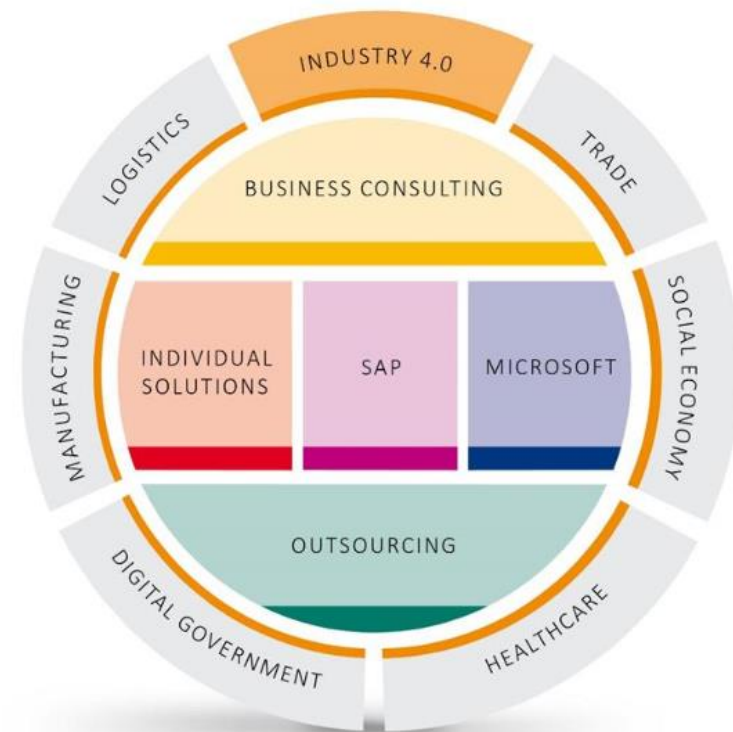 INDUSTRY 4.0
LOGISTICS
TRADE
BUSINESS CONSULTING
MANUFACTURING
SOCIAL ECONOMY
INDIVIDUAL
SOLUTIONS
SAP
MICROSOFT
OUTSOURCING
DIGITAL GOVERNMENT
HEALTHCARE